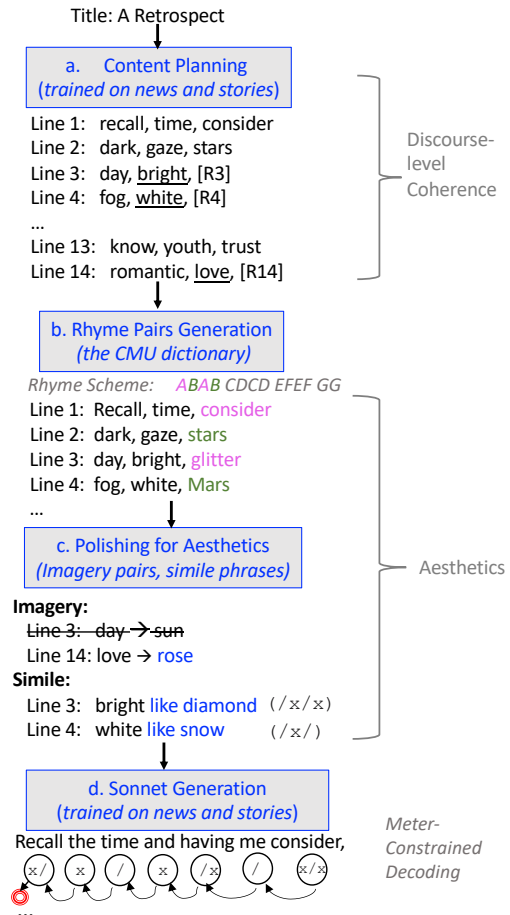 Title: A Retrospect
a. Content Planning
(trained on news and stories)
Line 1: recall, time, consider
Line 2: dark, gaze, stars
Line 3: day, bright, [R3]
Line 4: fog, white, [R4]
...
Line 13: know, youth, trust
Line 14: romantic, love, [R14]
Discourse-
level
Coherence
b. Rhyme Pairs Generation
(the CMU dictionary)
Rhyme Scheme: ABAB CDCD EFEF GG
Line 1: Recall, time, consider
Line 2: dark, gaze, stars
Line 3: day, bright, glitter
Line 4: fog, white, Mars
...
c. Polishing for Aesthetics
(Imagery pairs, simile phrases)
Aesthetics
Imagery:
Line 3: day → sun
Line 14: love → rose
Simile:
Line 3: bright like diamond (/x/x)
Line 4: white like snow (/x/)
d. Sonnet Generation
(trained on news and stories)
Recall the time and having me consider,
x/ x / x /x / x/x
Meter-
Constrained
Decoding